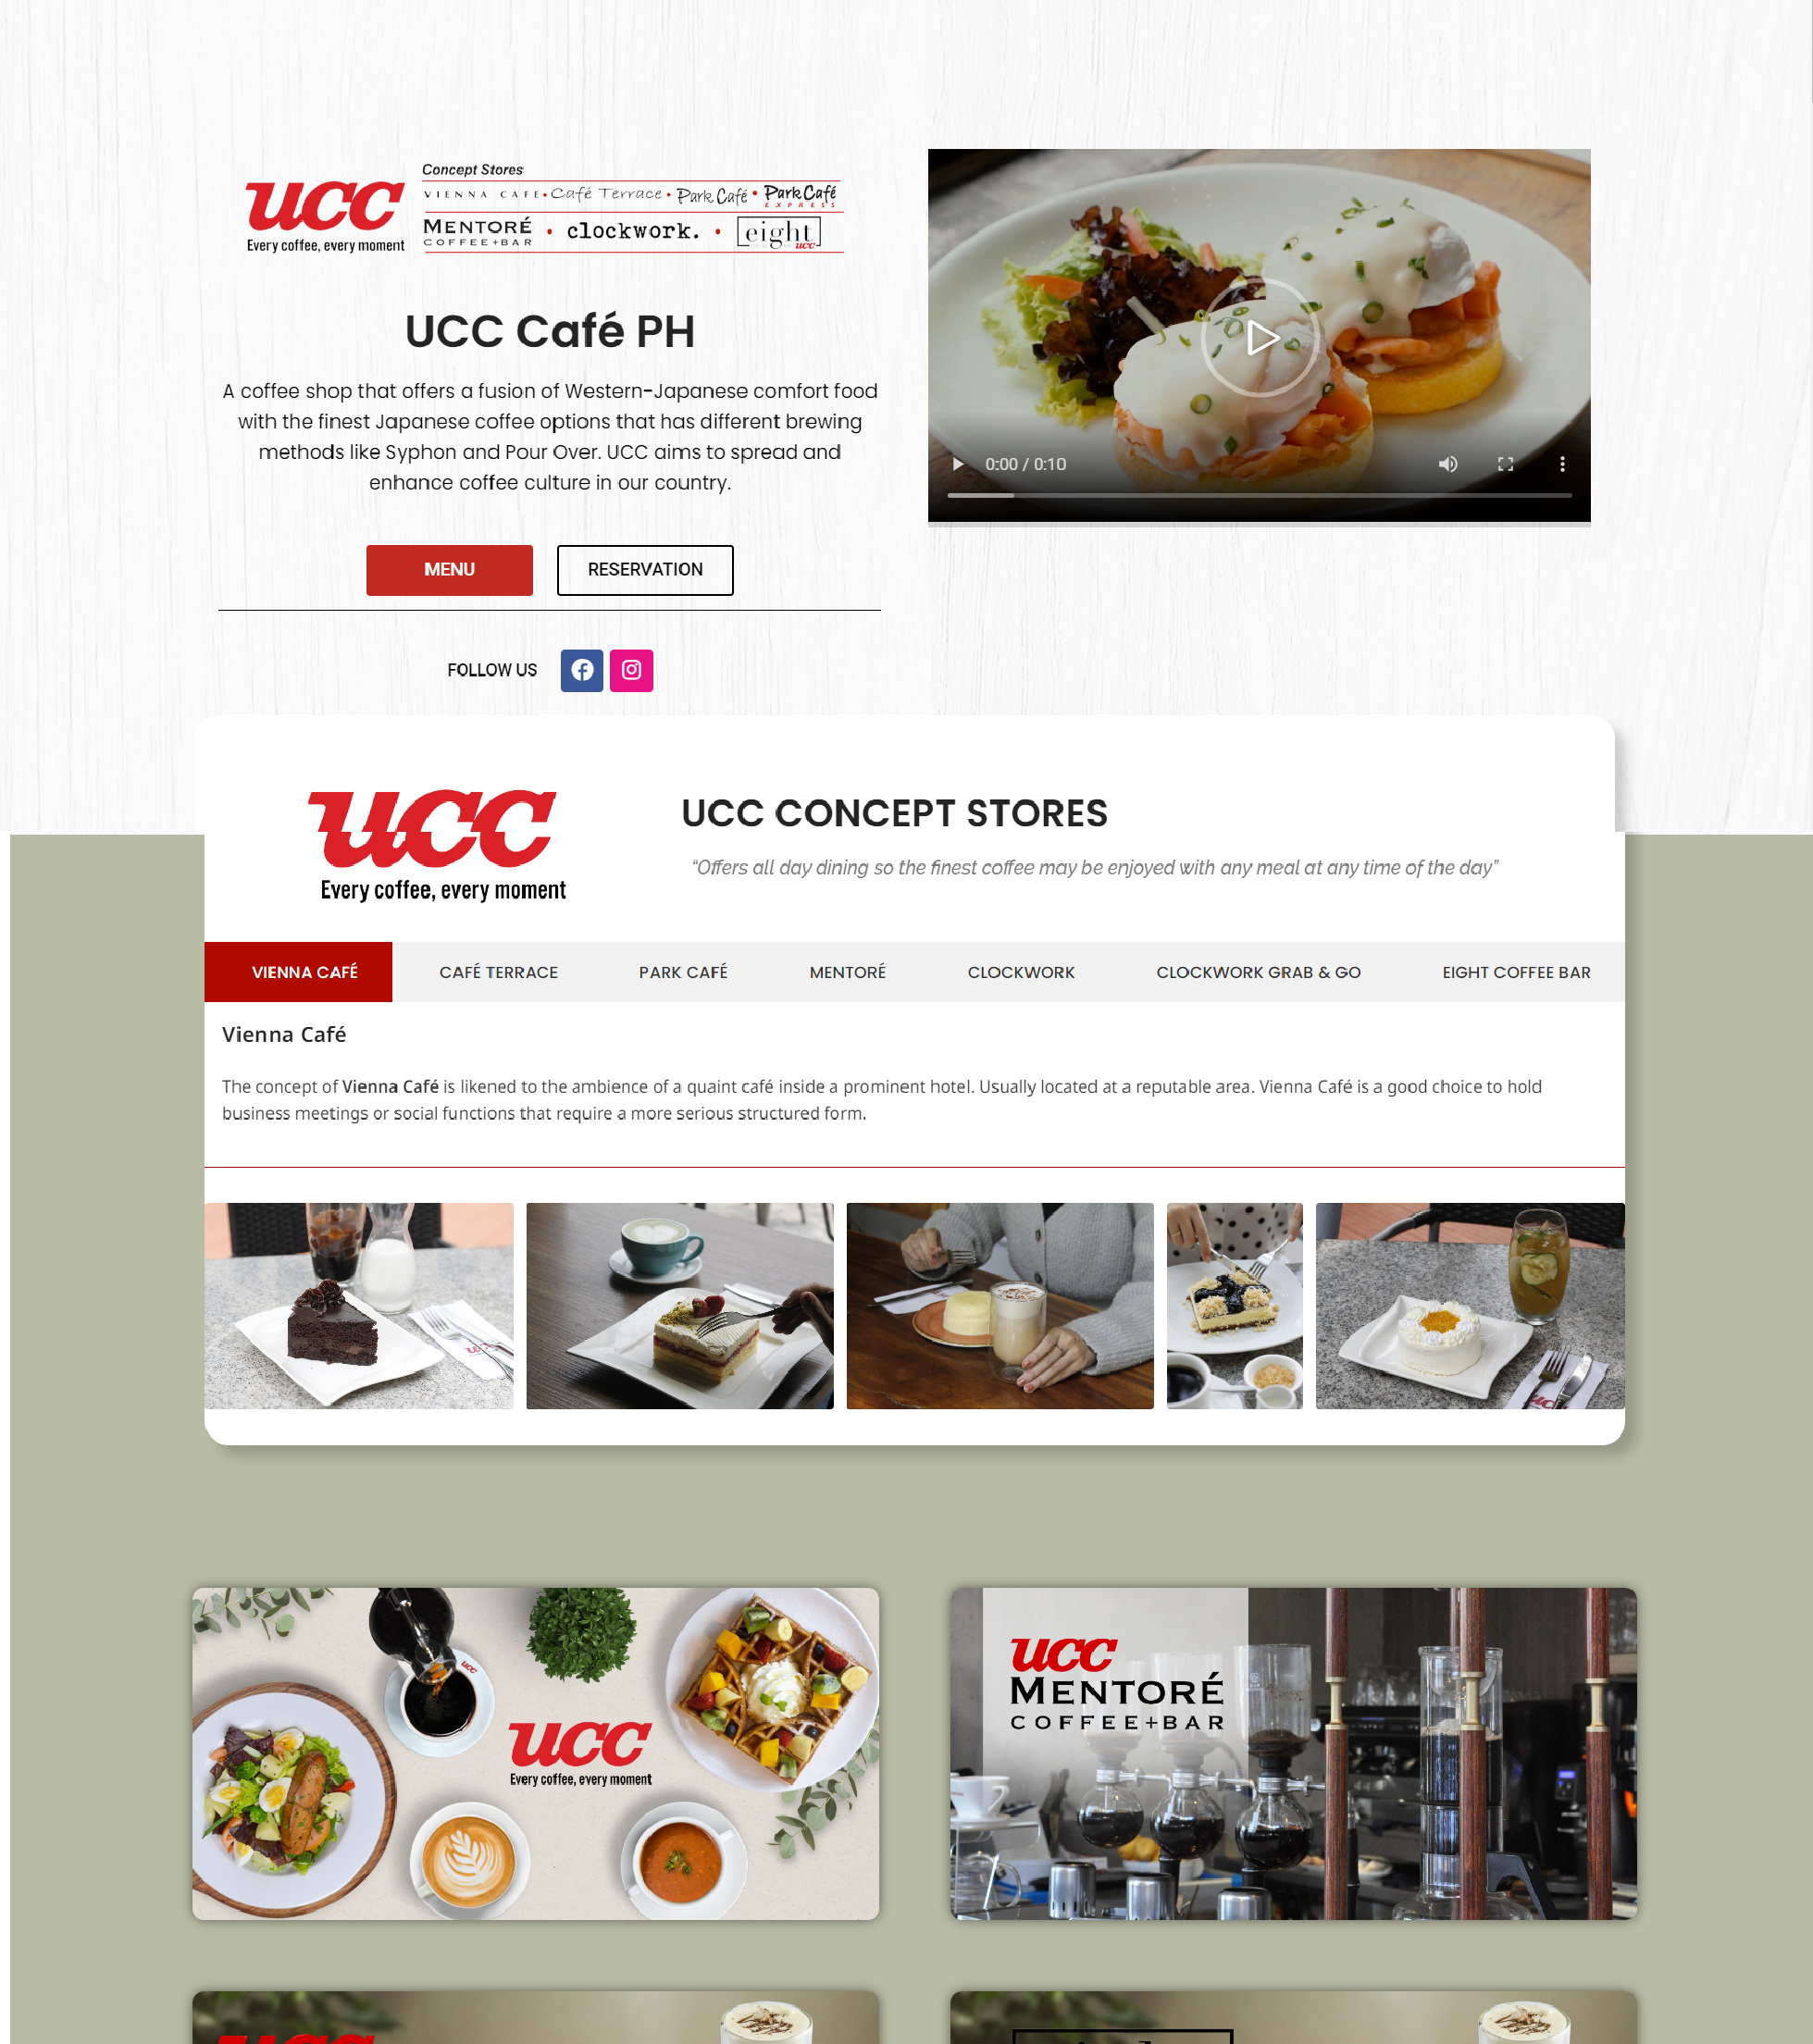 Concept Stores
ucc
VIENNA CAFE • Café Terrace • Park Café • Park Café EXPRESS
Every coffee, every moment
MENTORÉ COFFEE+BAR • clockwork. • eight ucc
UCC Café PH
A coffee shop that offers a fusion of Western-Japanese comfort food
with the finest Japanese coffee options that has different brewing
methods like Syphon and Pour Over. UCC aims to spread and
enhance coffee culture in our country.
0:00 / 0:10
MENU
RESERVATION
FOLLOW US
ucc
Every coffee, every moment
UCC CONCEPT STORES
“Offers all day dining so the finest coffee may be enjoyed with any meal at any time of the day”
VIENNA CAFÉ
CAFÉ TERRACE
PARK CAFÉ
MENTORÉ
CLOCKWORK
CLOCKWORK GRAB & GO
EIGHT COFFEE BAR
Vienna Café
The concept of Vienna Café is likened to the ambience of a quaint café inside a prominent hotel. Usually located at a reputable area. Vienna Café is a good choice to hold
business meetings or social functions that require a more serious structured form.
ucc
ucc
Every coffee, every moment
ucc
MENTORÉ
COFFEE+BAR